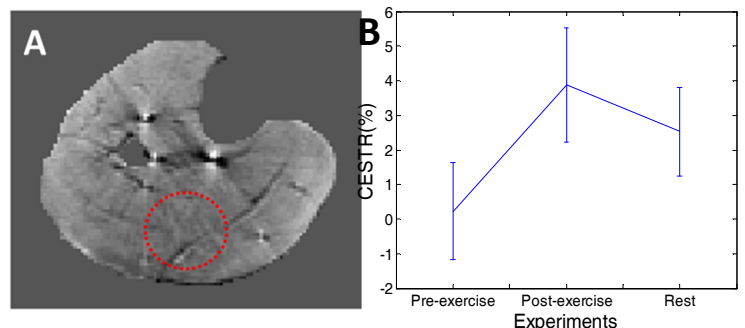 A
B
CESTR(%)
6
5
4
3
2
1
0
-1
-2
Pre-exercise Post-exercise Rest
Experiments